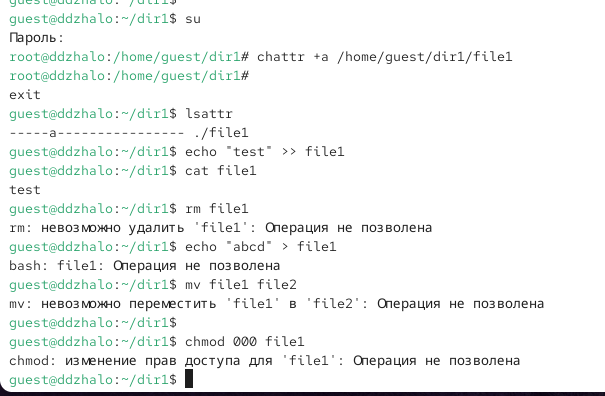 guest@ddzhalo:~/dir1$
guest@ddzhalo:~/dir1$ su
Пароль:
root@ddzhalo:/home/guest/dir1# chattr +a /home/guest/dir1/file1
root@ddzhalo:/home/guest/dir1#
exit
guest@ddzhalo:~/dir1$ lsattr
-----a---------------- ./file1
guest@ddzhalo:~/dir1$ echo "test" >> file1
guest@ddzhalo:~/dir1$ cat file1
test
guest@ddzhalo:~/dir1$ rm file1
rm: невозможно удалить 'file1': Операция не позволена
guest@ddzhalo:~/dir1$ echo "abcd" > file1
bash: file1: Операция не позволена
guest@ddzhalo:~/dir1$ mv file1 file2
mv: невозможно переместить 'file1' в 'file2': Операция не позволена
guest@ddzhalo:~/dir1$
guest@ddzhalo:~/dir1$ chmod 000 file1
chmod: изменение прав доступа для 'file1': Операция не позволена
guest@ddzhalo:~/dir1$